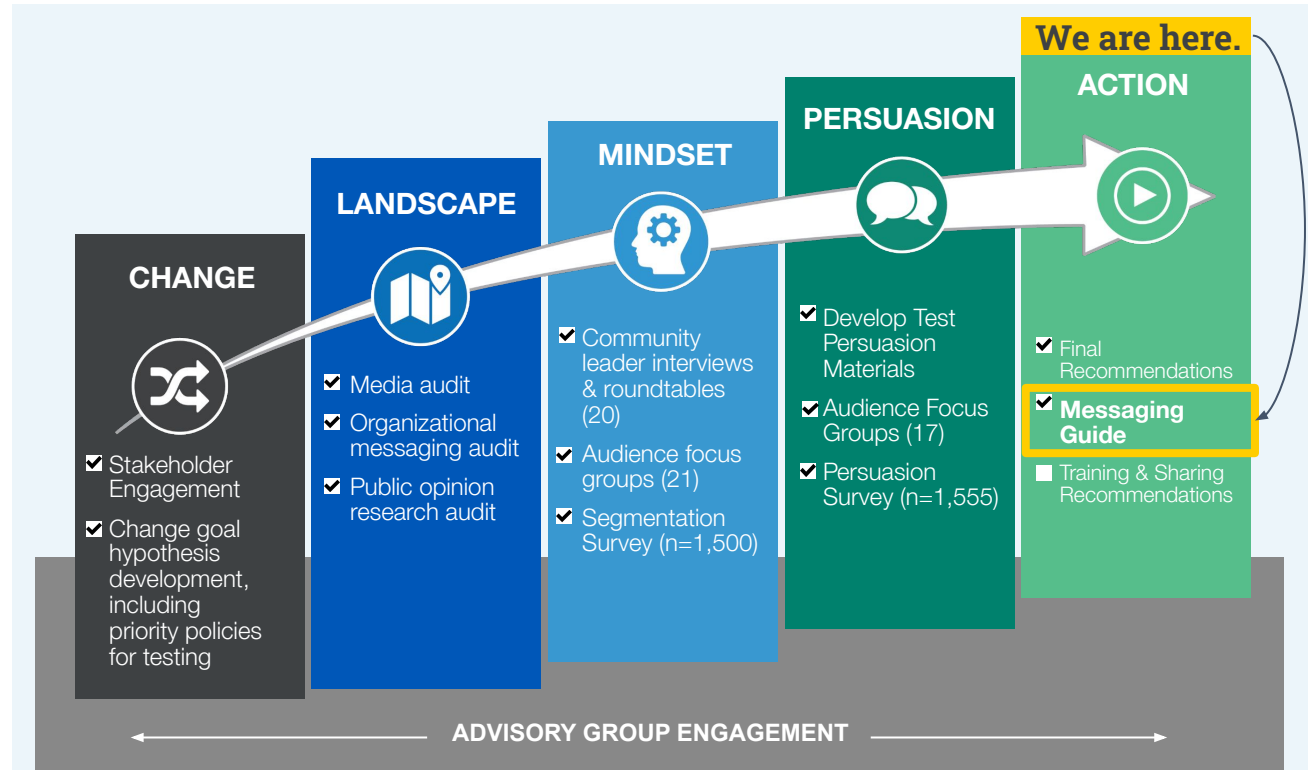 We are here.
ACTION
PERSUASION
MINDSET
LANDSCAPE
CHANGE
Stakeholder
Engagement
Change goal
hypothesis
development,
including
priority policies
for testing
Media audit
Organizational
messaging audit
Public opinion
research audit
Community
leader interviews
& roundtables
(20)
Audience focus
groups (21)
Segmentation
Survey (n=1,500)
Develop Test
Persuasion
Materials
Audience Focus
Groups (17)
Persuasion
Survey (n=1,555)
Final
Recommendations
Messaging
Guide
Training & Sharing
Recommendations
ADVISORY GROUP ENGAGEMENT